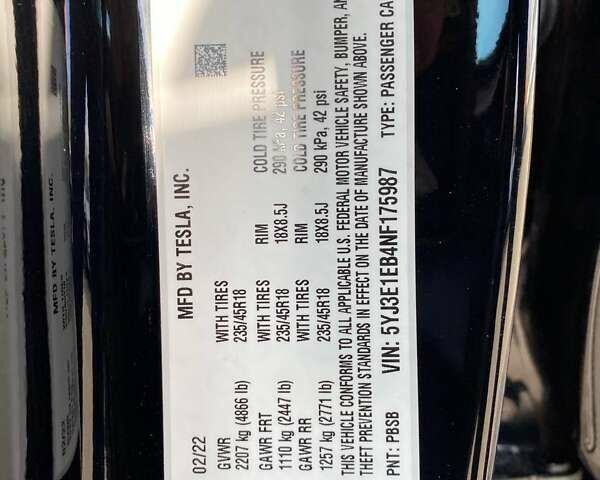 MFD BY TESLA, INC.
02/22
GVWR
2207 kg (4866 lb)
WITH TIRES
235/45R18
COLD TIRE PRESSURE
290 kPa, 42 psi
GAWR FRT
1110 kg (2447 lb)
WITH TIRES
235/45R18
RIM
18X8.5J
COLD TIRE PRESSURE
290 kPa, 42 psi
GAWR RR
1257 kg (2771 lb)
235/45R18
RIM
18X8.5J
THIS VEHICLE CONFORMS TO ALL APPLICABLE U.S. FEDERAL MOTOR VEHICLE SAFETY, BUMPER,
THEFT PREVENTION STANDARDS IN EFFECT ON THE DATE OF MANUFACTURE SHOWN ABOVE.
VIN: 5YJ3E1EB4NF175987 TYPE: PASSENGER CA
PNT: PBSB
MFD BY TESLA, INC.
02/22